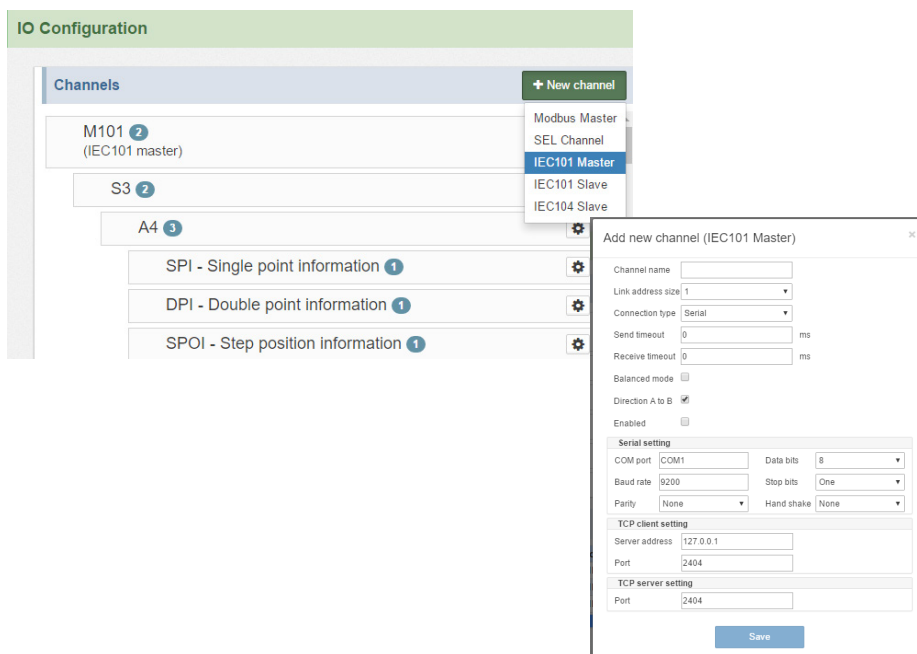 IO Configuration
Channels
+ New channel
Modbus Master
SEL Channel
IEC101 Master
IEC101 Slave
IEC104 Slave
M101 2
(IEC101 master)
S3 2
A4 3
SPI - Single point information 1
DPI - Double point information 1
SPOI - Step position information 1
Add new channel (IEC101 Master) ×
Channel name
Link address size 1
Connection type Serial
Send timeout 0 ms
Receive timeout 0 ms
Balanced mode
Direction A to B
Enabled
Serial setting
COM port COM1 Data bits 8
Baud rate 9200 Stop bits One
Parity None Hand shake None
TCP client setting
Server address 127.0.0.1
Port 2404
TCP server setting
Port 2404
Save